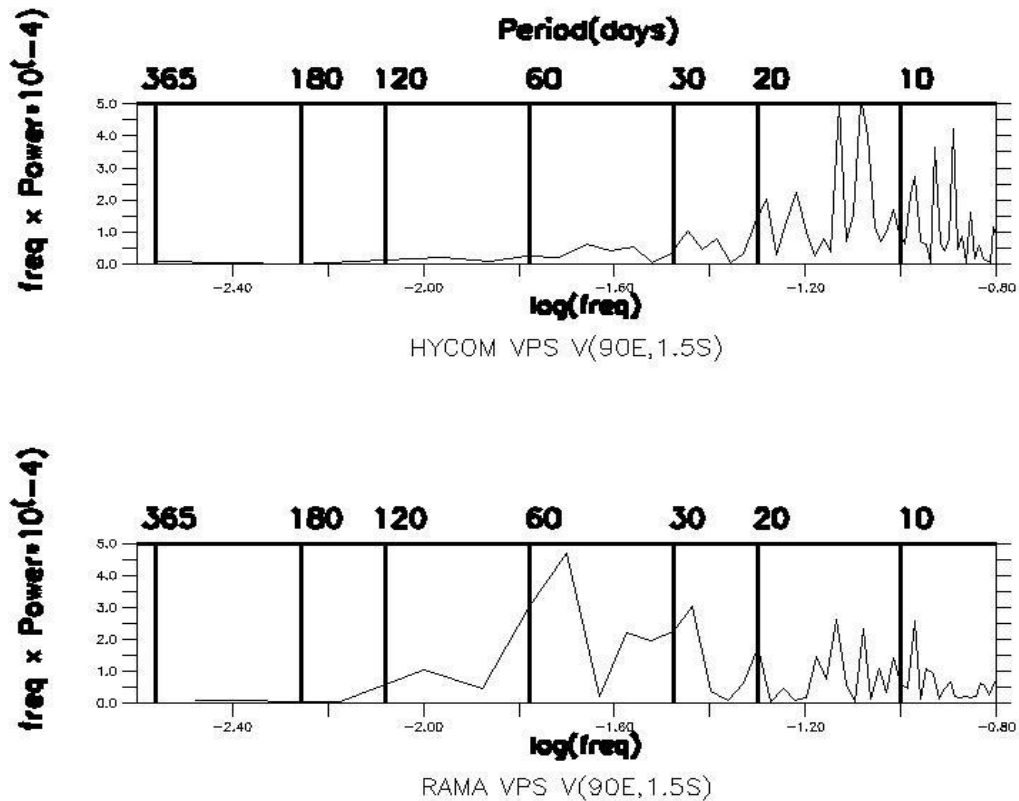 Period(days)
365 180 120 60 30 20 10
freq × Power*10^(-4)
5.0
4.0
3.0
2.0
1.0
0.0
-2.40 -2.00 -1.60 -1.20 -0.80
log(freq)
HYCOM VPS V(90E,1.5S)
365 180 120 60 30 20 10
freq × Power*10^(-4)
5.0
4.0
3.0
2.0
1.0
0.0
-2.40 -2.00 -1.60 -1.20 -0.80
log(freq)
RAMA VPS V(90E,1.5S)